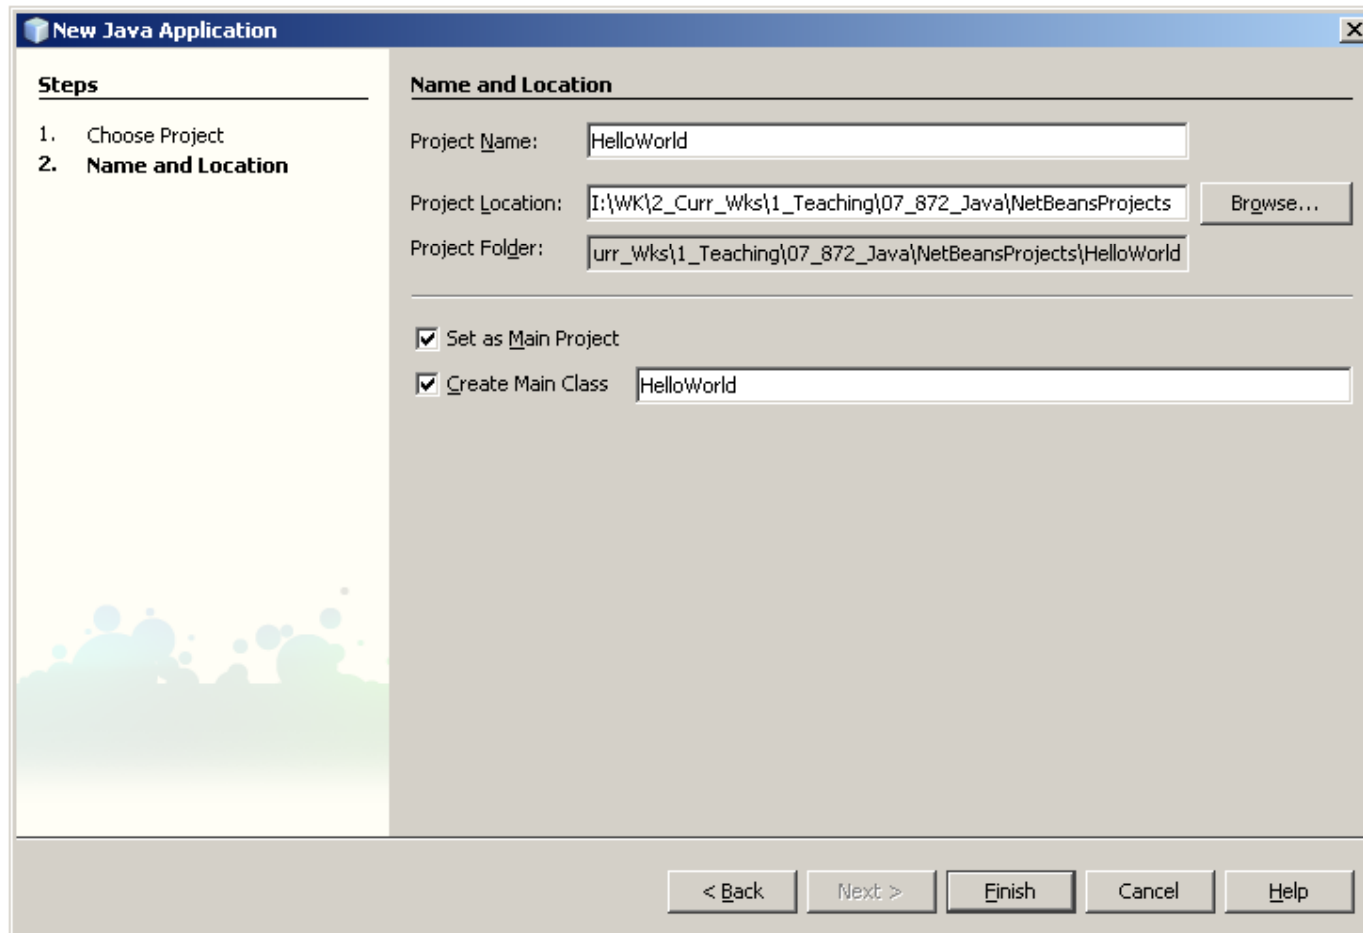 New Java Application
Steps
1. Choose Project
2. Name and Location
Name and Location
Project Name: HelloWorld
Project Location: I:\WK\2_Curr_Wks\1_Teaching\07_872_Java\NetBeansProjects Browse...
Project Folder: urr_Wks\1_Teaching\07_872_Java\NetBeansProjects\HelloWorld
Set as Main Project
Create Main Class HelloWorld
< Back Next > Finish Cancel Help